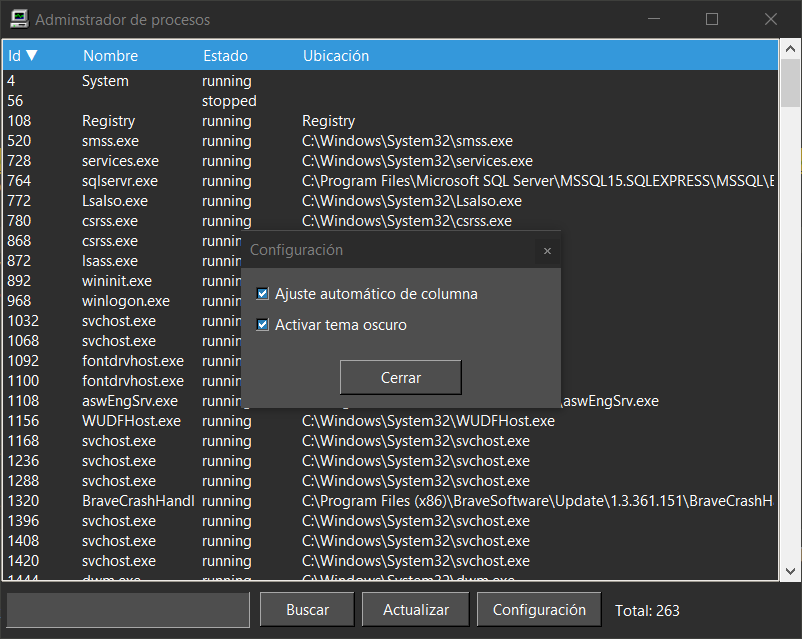 Adminstrador de procesos
Id ▼ Nombre Estado Ubicación
4 System running
56 stopped
108 Registry running Registry
520 smss.exe running C:\Windows\System32\smss.exe
728 services.exe running C:\Windows\System32\services.exe
764 sqlservr.exe running C:\Program Files\Microsoft SQL Server\MSSQL15.SQLEXPRESS\MSSQL\
772 LsaIso.exe running C:\Windows\System32\LsaIso.exe
780 csrss.exe running C:\Windows\System32\csrss.exe
868 csrss.exe runnin
872 lsass.exe runnin
892 wininit.exe runnin
968 winlogon.exe runnin
1032 svchost.exe runnin
1068 svchost.exe runnin
1092 fontdrvhost.exe runnin
1100 fontdrvhost.exe runnin
1108 aswEngSrv.exe runnin \aswEngSrv.exe
Configuración
Ajuste automático de columna
Activar tema oscuro
Cerrar
1156 WUDFHost.exe running C:\Windows\System32\WUDFHost.exe
1168 svchost.exe running C:\Windows\System32\svchost.exe
1236 svchost.exe running C:\Windows\System32\svchost.exe
1288 svchost.exe running C:\Windows\System32\svchost.exe
1320 BraveCrashHandl running C:\Program Files (x86)\BraveSoftware\Update\1.3.361.151\BraveCrashH
1396 svchost.exe running C:\Windows\System32\svchost.exe
1408 svchost.exe running C:\Windows\System32\svchost.exe
1420 svchost.exe running C:\Windows\System32\svchost.exe
1444 dwm.exe running C:\Windows\System32\dwm.exe
Buscar Actualizar Configuración Total: 263